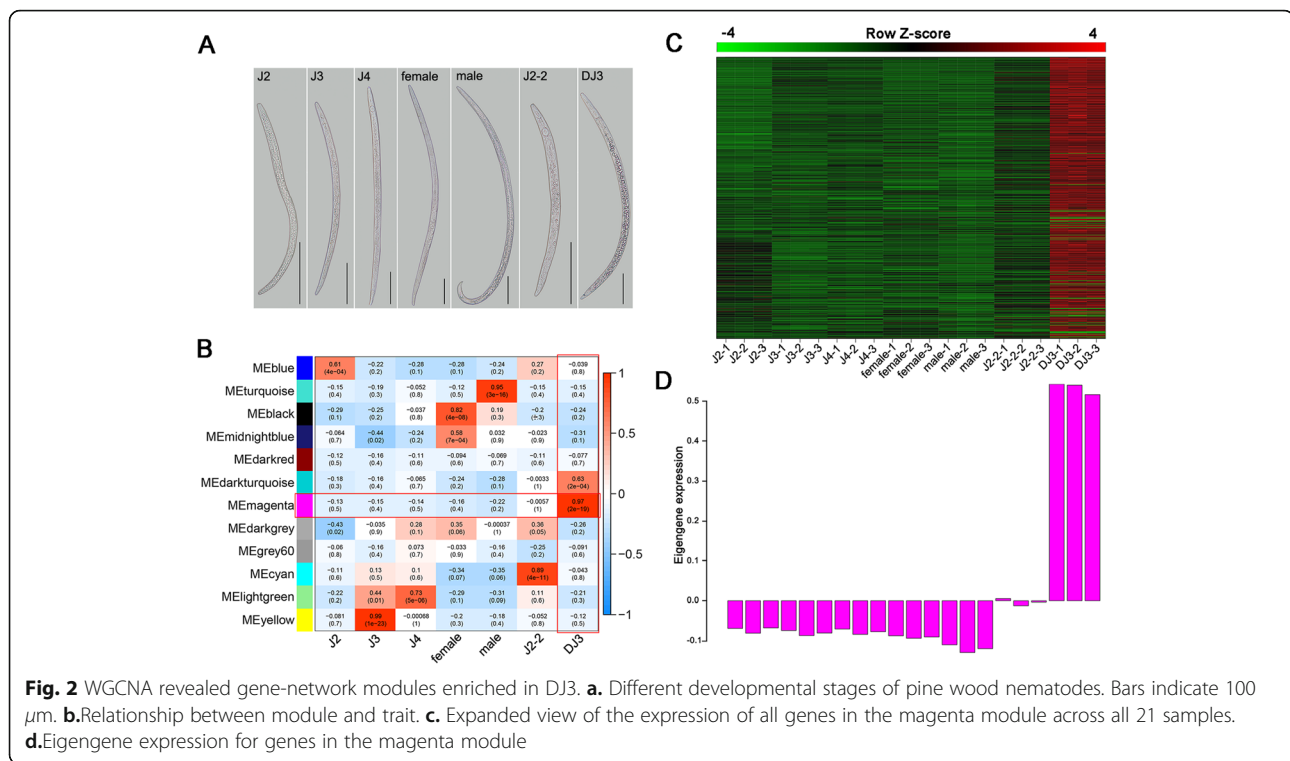 A
J2 J3 J4 female male J2-2 DJ3
B
MEblue 0.61 −0.22 −0.28 −0.28 −0.24 0.27 −0.039
(4e−04) (0.2) (0.1) (0.1) (0.2) (0.2) (0.8)
MEturquoise −0.15 −0.19 −0.052 −0.12 0.95 −0.15 −0.15
(0.4) (0.3) (0.8) (0.5) (3e−16) (0.4) (0.4)
MEblack −0.29 −0.25 −0.037 0.82 0.19 −0.2 −0.24
(0.1) (0.2) (0.8) (4e−08) (0.3) (0.2)
MEmidnightblue −0.064 −0.44 −0.24 0.58 0.032 −0.023 −0.31
(0.7) (0.02) (0.2) (7e−04) (0.9) (0.9) (0.1)
MEdarkred −0.12 −0.16 −0.11 −0.094 −0.069 −0.11 −0.077
(0.5) (0.4) (0.6) (0.6) (0.7) (0.6) (0.7)
MEdarkturquoise −0.18 −0.16 −0.065 −0.24 −0.28 −0.0033 0.63
(0.3) (0.4) (0.7) (0.2) (0.1) (1) (2e−04)
MEmagenta −0.13 −0.15 −0.14 −0.16 −0.22 −0.0057 0.97
(0.5) (0.4) (0.5) (0.4) (0.2) (1) (2e−19)
MEdarkgrey −0.43 −0.035 0.28 0.35 −0.00037 0.36 −0.26
(0.02) (0.9) (0.1) (0.06) (1) (0.05) (0.2)
MEgrey60 −0.06 −0.16 0.073 −0.033 −0.16 −0.25 −0.091
(0.8) (0.4) (0.7) (0.9) (0.4) (0.2) (0.6)
MEcyan −0.11 0.13 0.1 −0.34 −0.35 0.89 −0.043
(0.6) (0.5) (0.6) (0.07) (0.06) (4e−11) (0.8)
MElightgreen −0.22 0.44 0.73 −0.29 −0.31 0.11 −0.21
(0.2) (0.01) (5e−06) (0.1) (0.09) (0.6) (0.3)
MEyellow −0.081 0.99 −0.00068 −0.2 −0.18 −0.052 −0.12
(0.7) (1e−23) (1) (0.3) (0.4) (0.8) (0.5)
J2 J3 J4 female male J2-2 DJ3
1
0.5
0
−0.5
−1
C
-4 Row Z-score 4
J2-1 J2-2 J2-3 J3-1 J3-2 J3-3 J4-1 J4-2 J4-3 female-1 female-2 female-3 male-1 male-2 male-3 J2-2-1 J2-2-2 J2-2-3 DJ3-1 DJ3-2 DJ3-3
D
Eigengene expression
0.5
0.4
0.3
0.2
0.1
0.0
-0.1
Fig. 2 WGCNA revealed gene-network modules enriched in DJ3. a. Different developmental stages of pine wood nematodes. Bars indicate 100
μm. b.Relationship between module and trait. c. Expanded view of the expression of all genes in the magenta module across all 21 samples.
d.Eigengene expression for genes in the magenta module